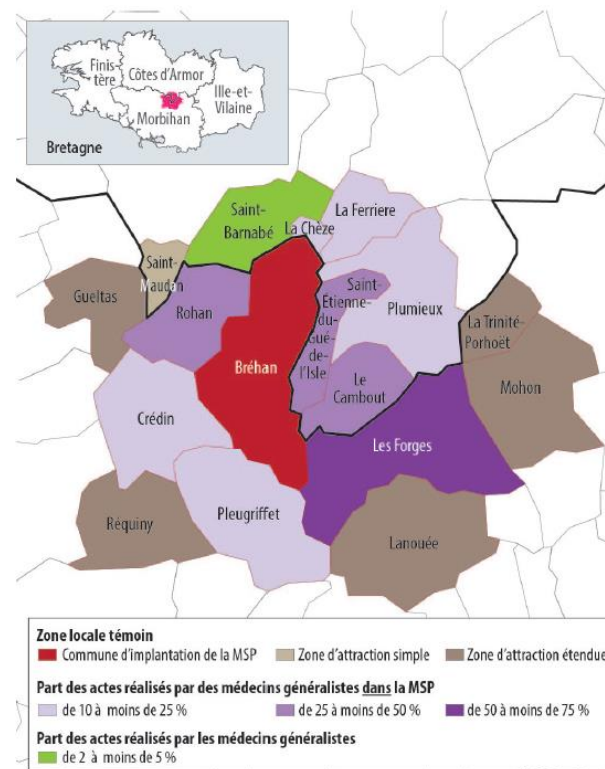 Finis-
tère
Côtes d'Armor
Ille-et-
Vilaine
Morbihan
Bretagne
Saint-
Barnabé
La Ferriere
La Chèze
Saint-
Maudan
Gueltas
Rohan
Saint-
Étienne-
du-
Gué-
de-
l'Isle
Plumieux
La Trinité-
Porhoët
Bréhan
Le
Cambout
Mohon
Crédin
Les Forges
Réquiny
Pleugriffet
Lanouée
Zone locale témoin
Commune d'implantation de la MSP
Zone d'attraction simple
Zone d'attraction étendue
Part des actes réalisés par des médecins généralistes dans la MSP
de 10 à moins de 25 %
de 25 à moins de 50 %
de 50 à moins de 75 %
Part des actes réalisés par les médecins généralistes
de 2 à moins de 5 %